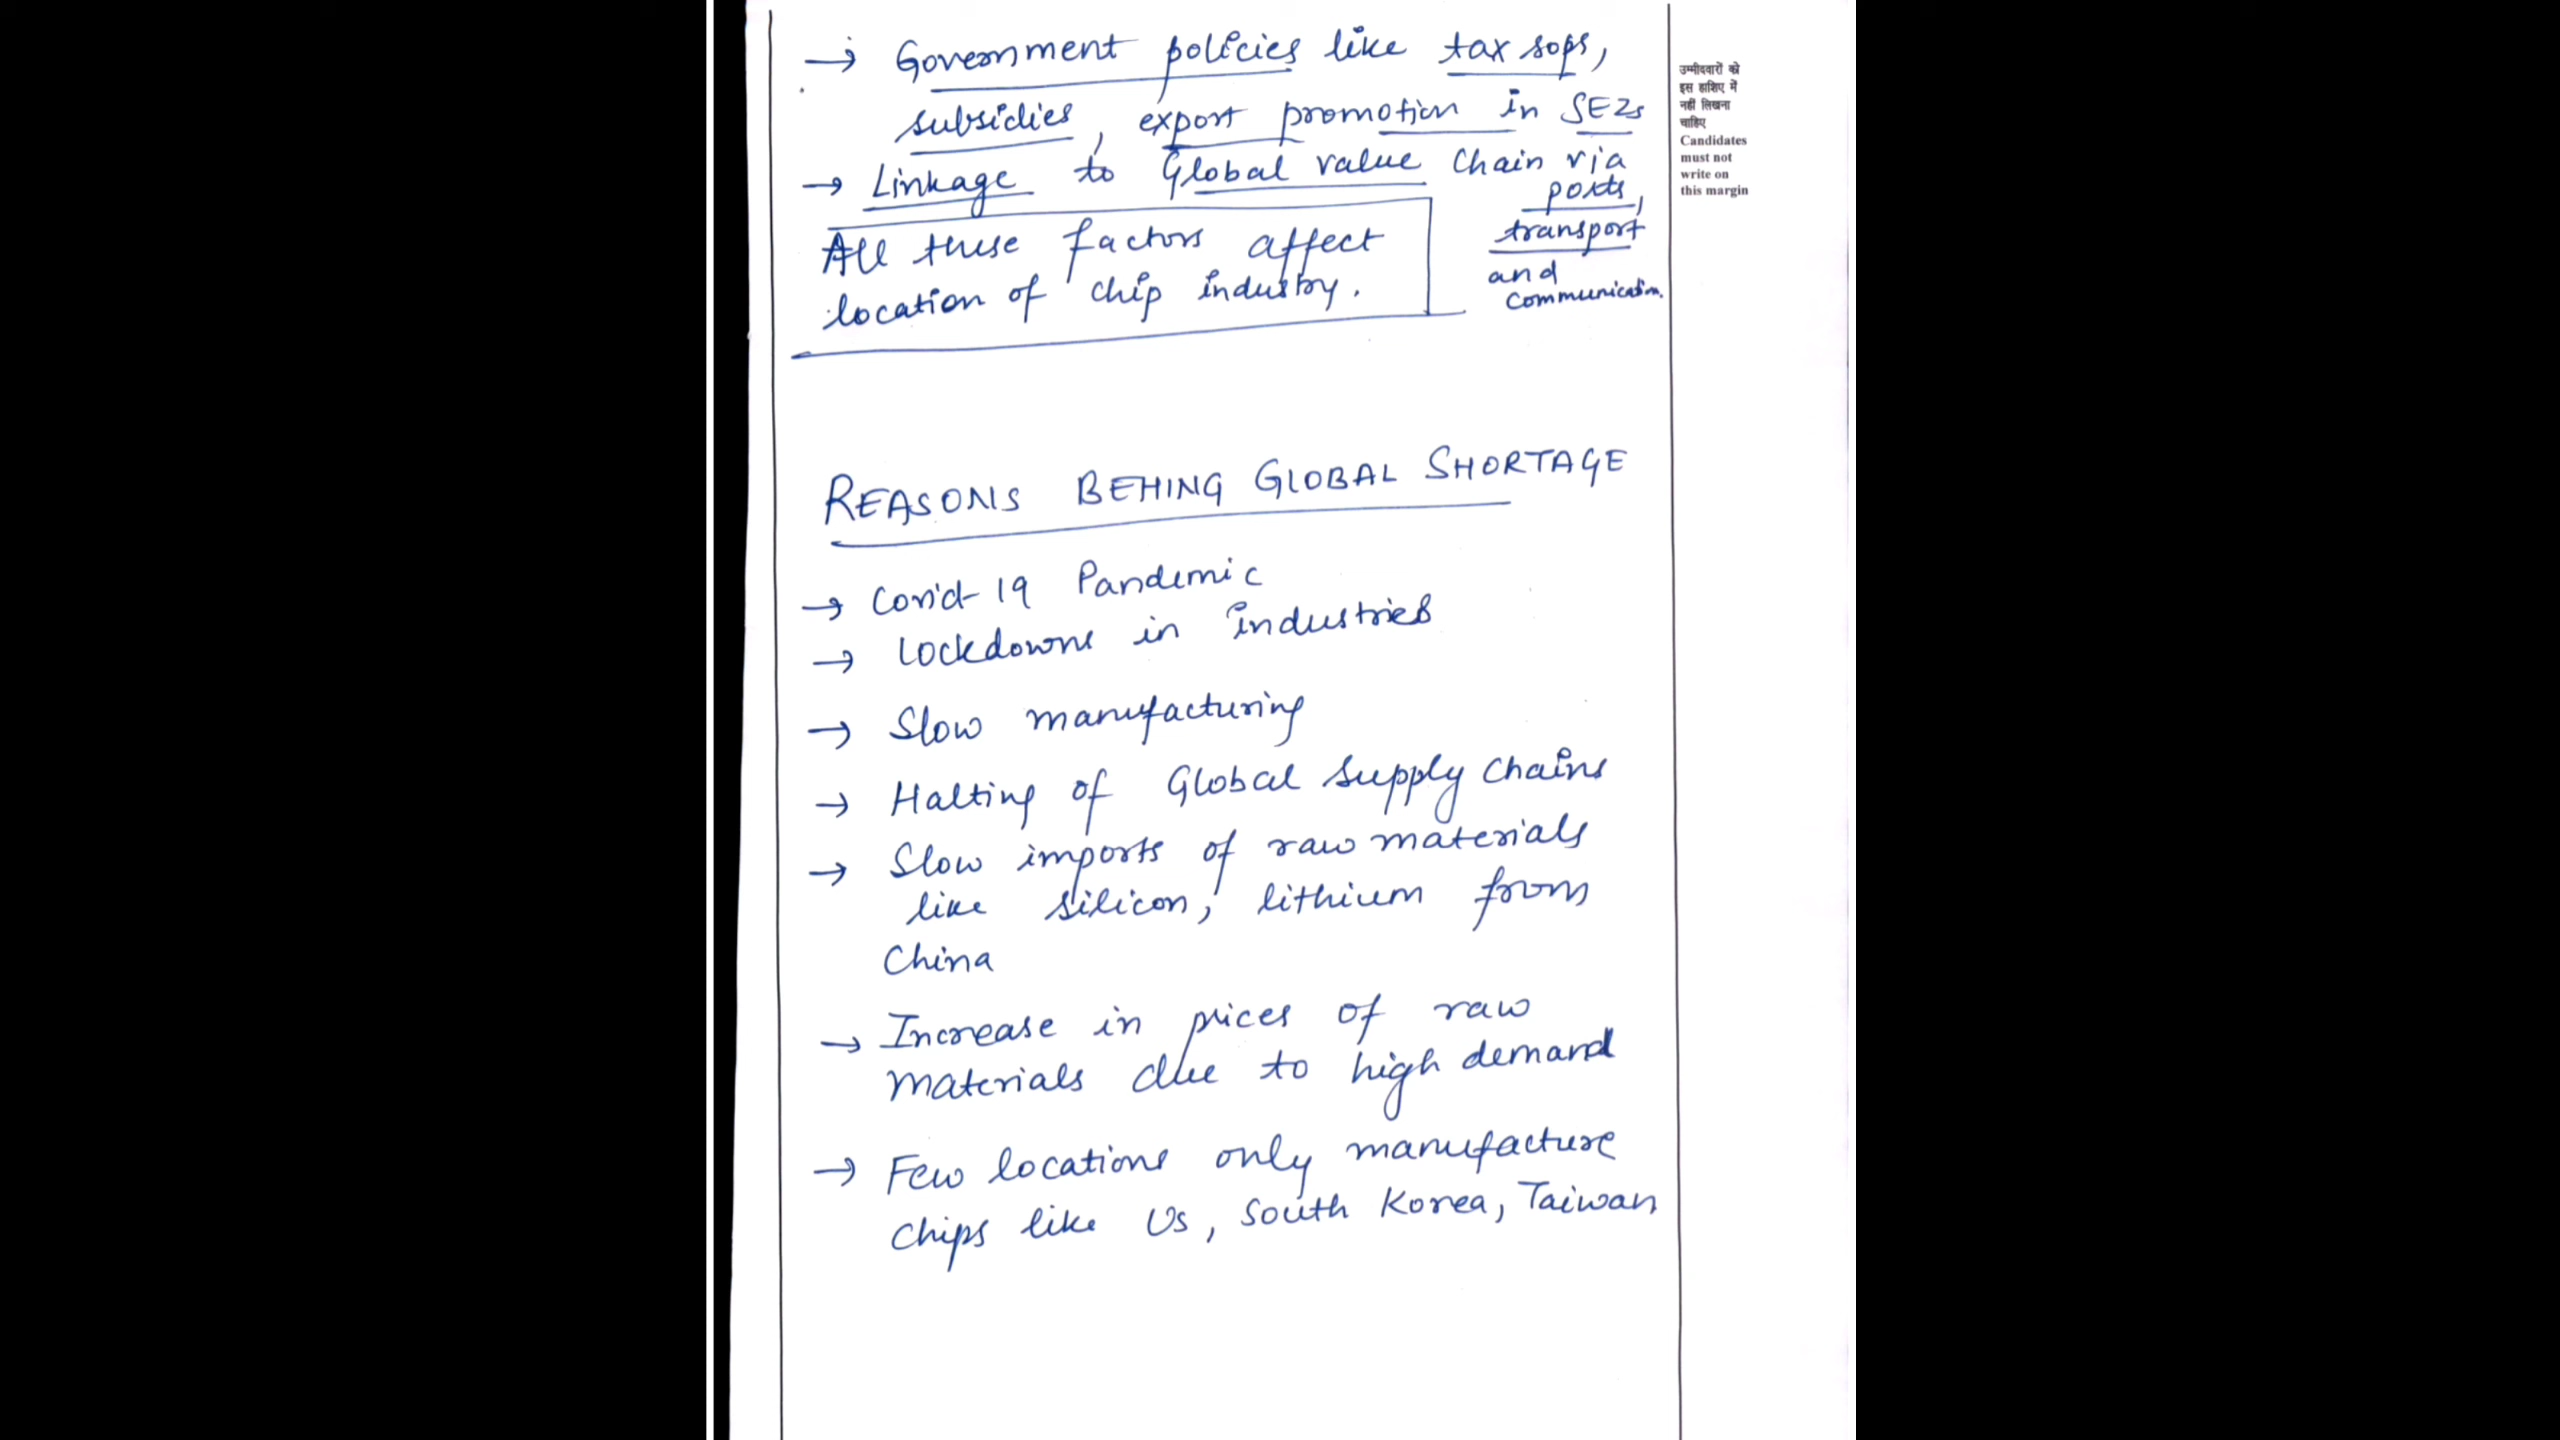 → Government policies like tax sops,
subsidies, export promotion in SEZs
→ Linkage to Global value chain via
ports,
transport
and
communication.
All these factors affect
location of chip industry.
उम्मीदवारों को
इस हाशिए में
नहीं लिखना
चाहिए
Candidates
must not
write on
this margin
REASONS BEHING GLOBAL SHORTAGE
→ Covid-19 Pandemic
→ Lockdowns in industries
→ Slow manufacturing
→ Halting of Global supply chains
→ Slow imports of raw materials
like silicon, lithium from
China
→ Increase in prices of raw
materials due to high demand
→ Few locations only manufacture
chips like US, South Korea, Taiwan